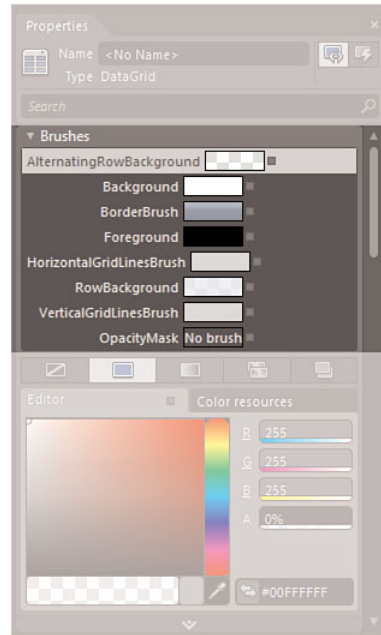 Properties
Name <No Name>
Type DataGrid
Search
Brushes
AlternatingRowBackground
Background
BorderBrush
Foreground
HorizontalGridLinesBrush
RowBackground
VerticalGridLinesBrush
OpacityMask No brush
Editor Color resources
R 255
G 255
B 255
A 0%
#00FFFFFF